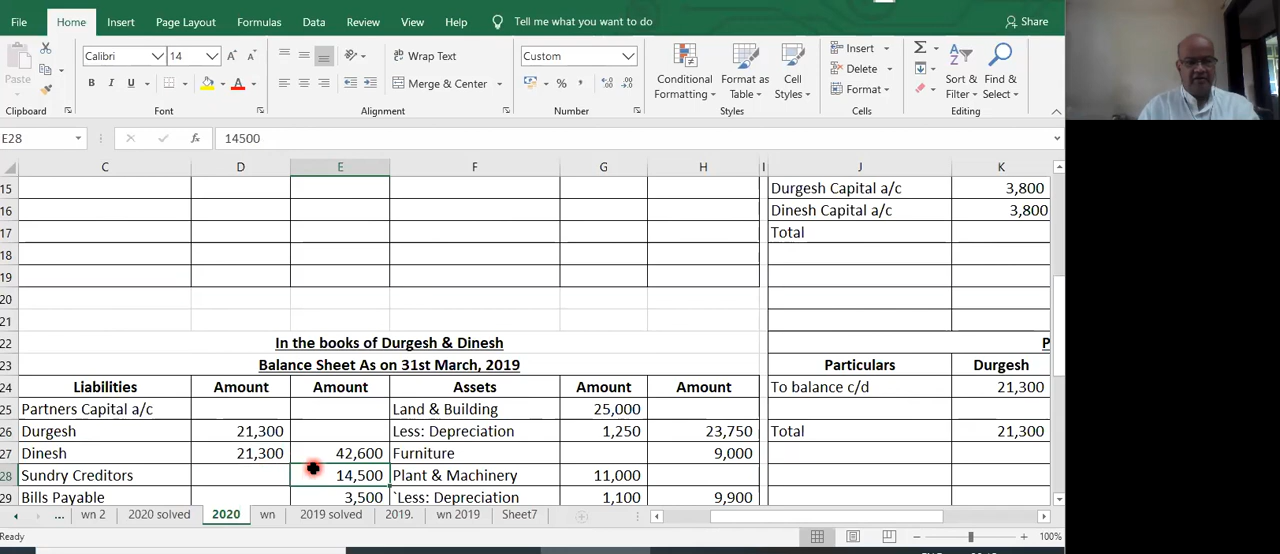 File Home Insert Page Layout Formulas Data Review View Help Tell me what you want to do Share
Calibri 14 A A Wrap Text Custom Insert Σ
Paste B I U A Merge & Center % , Conditional Formatting Format as Table Cell Styles Delete Format Sort & Filter Find & Select
Clipboard Font Alignment Number Styles Cells Editing
E28 fx 14500
C D E F G H I J K
15 Durgesh Capital a/c 3,800
16 Dinesh Capital a/c 3,800
17 Total
18
19
20
21
22 In the books of Durgesh & Dinesh P
23 Balance Sheet As on 31st March, 2019 Particulars Durgesh
24 Liabilities Amount Amount Assets Amount Amount To balance c/d 21,300
25 Partners Capital a/c Land & Building 25,000
26 Durgesh 21,300 Less: Depreciation 1,250 23,750 Total 21,300
27 Dinesh 21,300 42,600 Furniture 9,000
28 Sundry Creditors 14,500 Plant & Machinery 11,000
29 Bills Payable 3,500 `Less: Depreciation 1,100 9,900
... wn 2 2020 solved 2020 wn 2019 solved 2019. wn 2019 Sheet7
Ready 100%